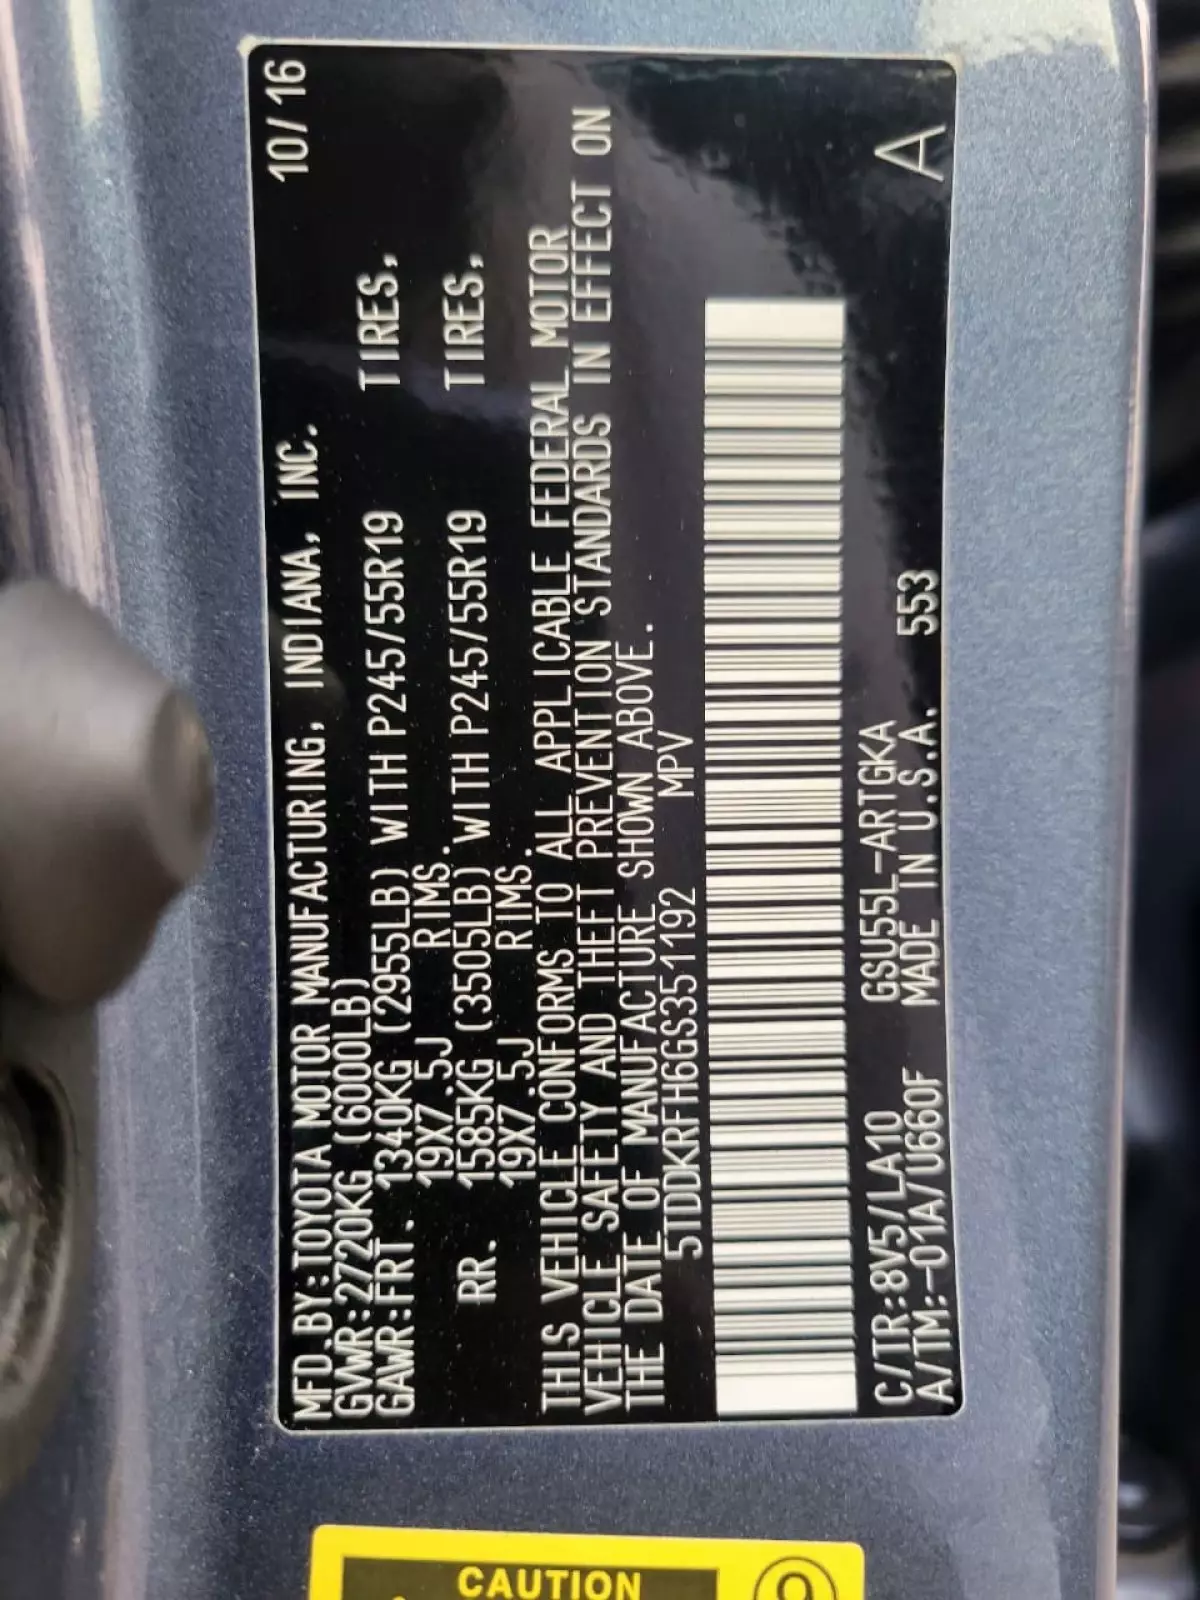 MFD.BY:TOYOTA MOTOR MANUFACTURING, INDIANA, INC. 10/16
GVWR:2720KG (6000LB)
GAWR:FRT. 1340KG (2955LB) WITH P245/55R19 TIRES,
19X7.5J RIMS.
RR. 1585KG (3505LB) WITH P245/55R19 TIRES,
19X7.5J RIMS.
THIS VEHICLE CONFORMS TO ALL APPLICABLE FEDERAL MOTOR
VEHICLE SAFETY AND THEFT PREVENTION STANDARDS IN EFFECT ON
THE DATE OF MANUFACTURE SHOWN ABOVE.
5TDDKRFH6GS351192 MPV
C/TR:8V5/LA10 GSU55L-ARTGKA
A/TM:-01A/U660F MADE IN U.S.A. 553 A
CAUTION